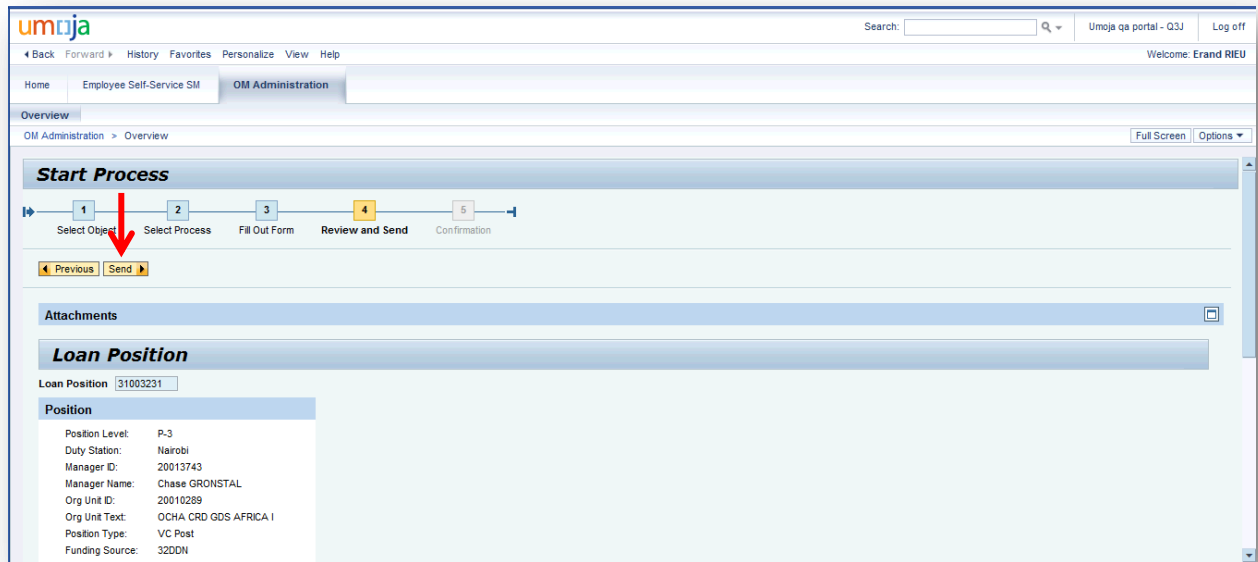 umoja
Search: Umoja qa portal - Q3J Log off
Back Forward History Favorites Personalize View Help Welcome: Erand RIEU
Home Employee Self-Service SM OM Administration
Overview
OM Administration > Overview Full Screen Options
Start Process
1 2 3 4 5
Select Object Select Process Fill Out Form Review and Send Confirmation
Previous Send
Attachments
Loan Position
Loan Position 31003231
Position
Position Level: P-3
Duty Station: Nairobi
Manager ID: 20013743
Manager Name: Chase GRONSTAL
Org Unit ID: 20010289
Org Unit Text: OCHA CRD GDS AFRICA I
Position Type: VC Post
Funding Source: 32DDN